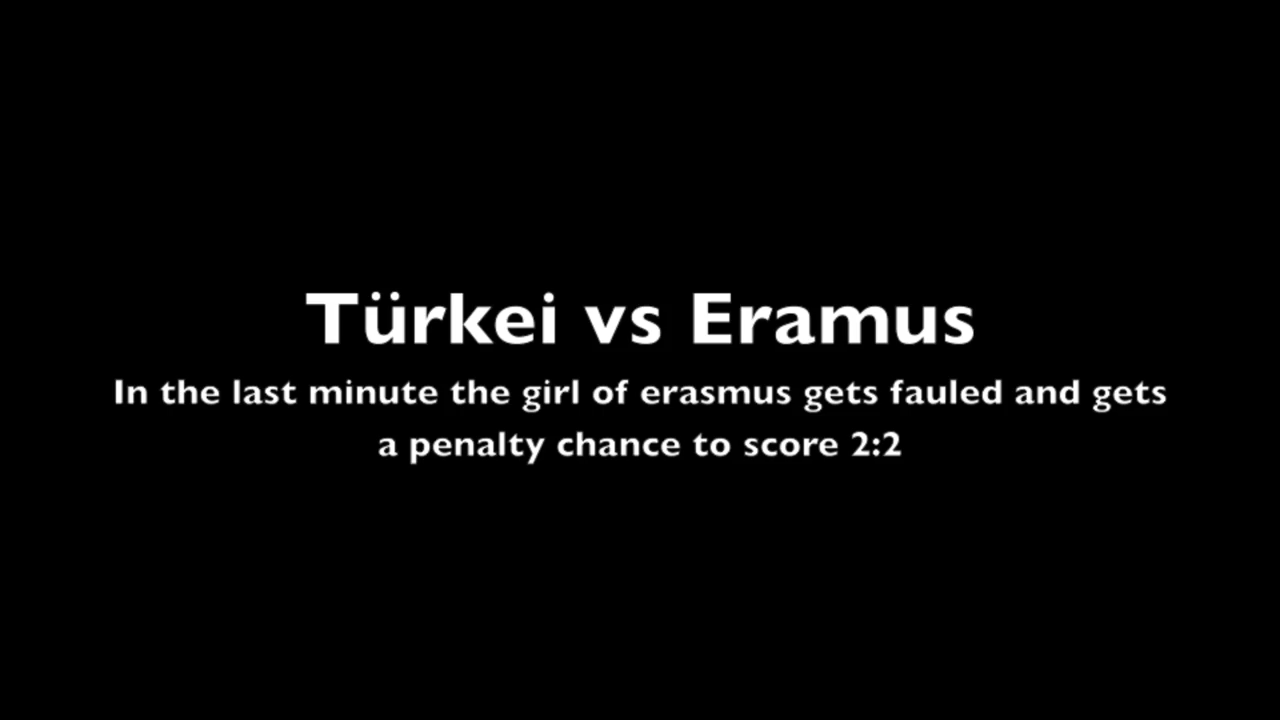 Türkei vs Eramus
In the last minute the girl of erasmus gets fauled and gets
a penalty chance to score 2:2